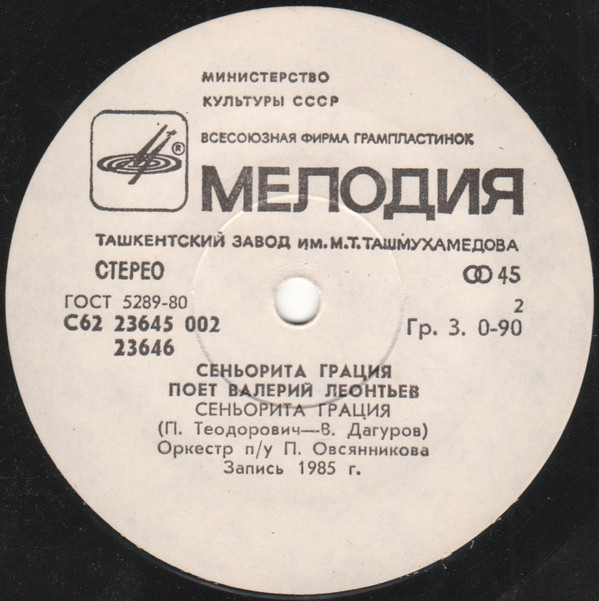 МИНИСТЕРСТВО
КУЛЬТУРЫ СССР
ВСЕСОЮЗНАЯ ФИРМА ГРАМПЛАСТИНОК
®
МЕЛОДИЯ
ТАШКЕНТСКИЙ ЗАВОД ИМ. М.Т. ТАШМУХАМЕДОВА
СТЕРЕО
45
ГОСТ 5289-80
2
С62 23645 002
Гр. 3. 0-90
23646
СЕНЬОРИТА ГРАЦИЯ
ПОЕТ ВАЛЕРИЙ ЛЕОНТЬЕВ
СЕНЬОРИТА ГРАЦИЯ
(П. Теодорович—В. Дагуров)
Оркестр п/у П. Овсянникова
Запись 1985 г.